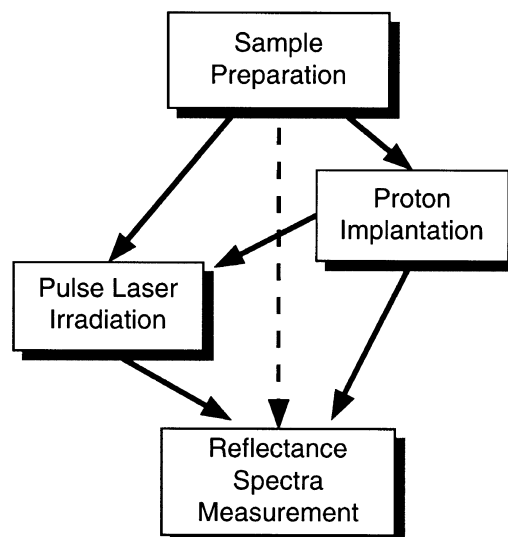 Sample
Preparation
Proton
Implantation
Pulse Laser
Irradiation
Reflectance
Spectra
Measurement